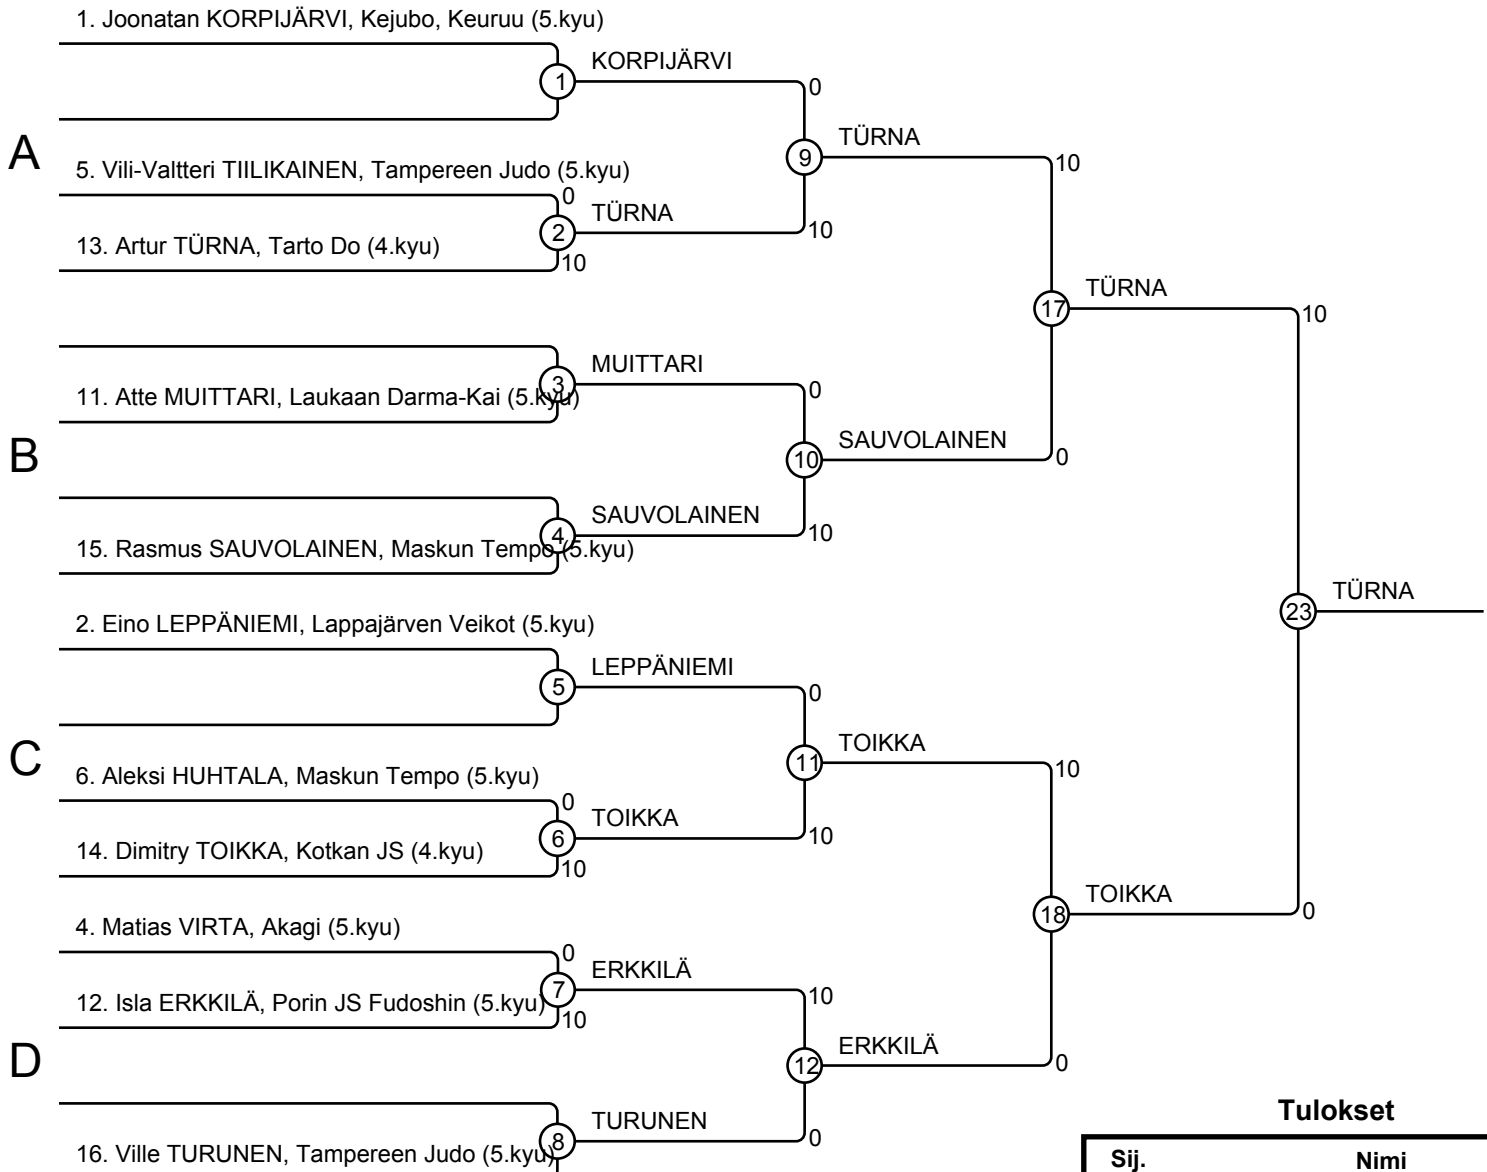 1. Joonatan KORPIJÄRVI, Kejubo, Keuruu (5.kyu)
KORPIJÄRVI
1
0
A
TÜRNA
9
10
5. Vili-Valtteri TIILIKAINEN, Tampereen Judo (5.kyu)
0
TÜRNA
2
10
13. Artur TÜRNA, Tarto Do (4.kyu)
10
TÜRNA
17
10
MUITTARI
3
0
11. Atte MUITTARI, Laukaan Darma-Kai (5.kyu)
B
SAUVOLAINEN
10
0
SAUVOLAINEN
4
10
15. Rasmus SAUVOLAINEN, Maskun Tempo (5.kyu)
TÜRNA
23
2. Eino LEPPÄNIEMI, Lappajärven Veikot (5.kyu)
LEPPÄNIEMI
5
0
C
TOIKKA
11
10
6. Aleksi HUHTALA, Maskun Tempo (5.kyu)
0
TOIKKA
6
10
14. Dimitry TOIKKA, Kotkan JS (4.kyu)
10
TOIKKA
18
0
4. Matias VIRTA, Akagi (5.kyu)
0
ERKKILÄ
7
10
12. Isla ERKKILÄ, Porin JS Fudoshin (5.kyu)
10
D
ERKKILÄ
12
0
TURUNEN
8
0
16. Ville TURUNEN, Tampereen Judo (5.kyu)
Tulokset
Sij. Nimi